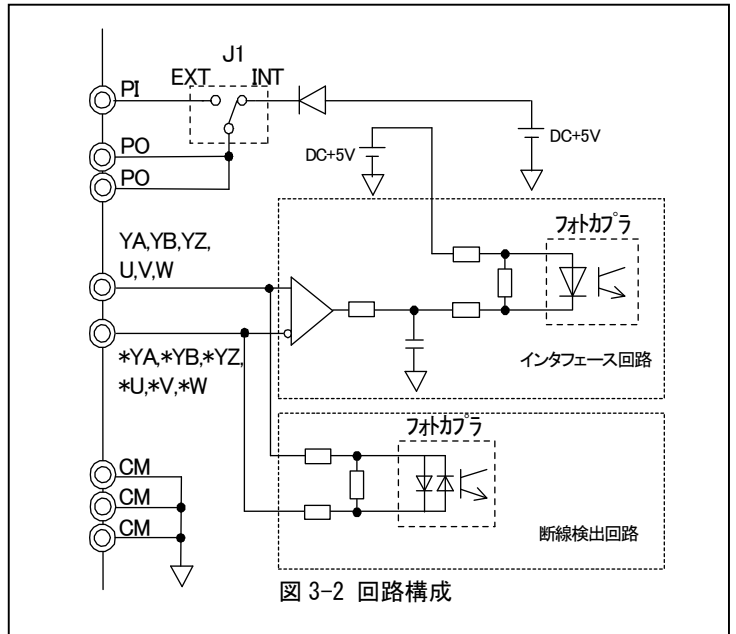 J1
EXT INT
PI
PO
PO
DC+5V
DC+5V
フォトカプラ
YA,YB,YZ,
U,V,W
*YA,*YB,*YZ,
*U,*V,*W
インタフェース回路
フォトカプラ
CM
CM
CM
断線検出回路
図 3-2 回路構成